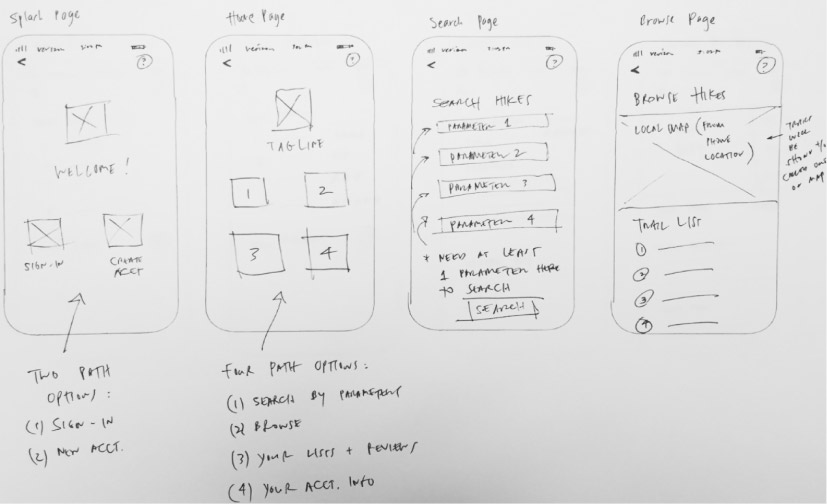 Splash Page
verizon
<
?
WELCOME!
SIGN-IN
CREATE
ACCT
TWO PATH
OPTIONS:
(1) SIGN-IN
(2) NEW ACCT.
Home Page
verizon
<
?
TAGLINE
1
2
3
4
FOUR PATH OPTIONS:
(1) SEARCH BY PARAMETERS
(2) BROWSE
(3) YOUR LISTS + REVIEWS
(4) YOUR ACCT. INFO
Search Page
verizon
<
?
SEARCH HIKES
PARAMETER 1
PARAMETER 2
PARAMETER 3
PARAMETER 4
* NEED AT LEAST
1 PARAMETER HERE
TO SEARCH
SEARCH
Browse Page
verizon
<
?
BROWSE HIKES
LOCAL MAP (FROM
PHONE
LOCATION)
TRAILS
WILL
BE
SHOWN
ON MAP
TRAIL LIST
1
2
3
4